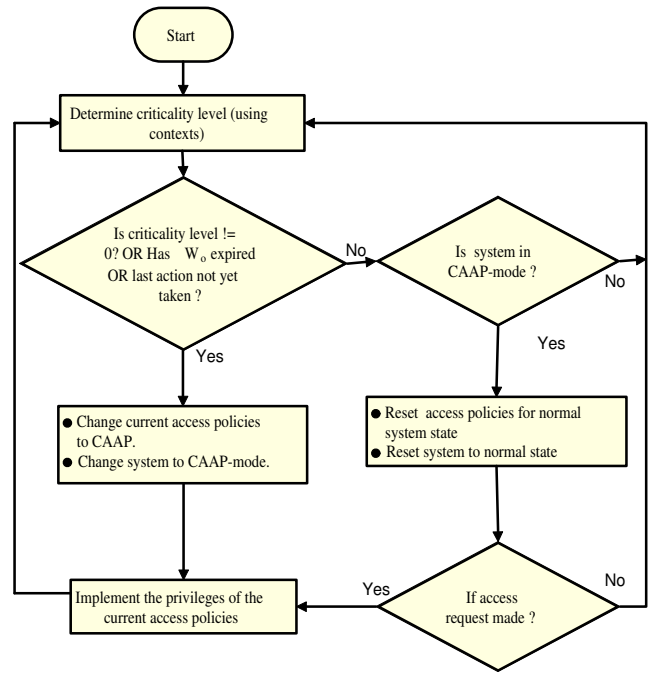 Start
Determine criticality level (using
contexts)
Is criticality level !=
0? OR Has W₀ expired
OR last action not yet
taken ?
No
Is system in
CAAP-mode ?
No
Yes
Yes
● Change current access policies
to CAAP.
● Change system to CAAP-mode.
● Reset access policies for normal
system state
● Reset system to normal state
Implement the privileges of the
current access policies
Yes
If access
request made ?
No